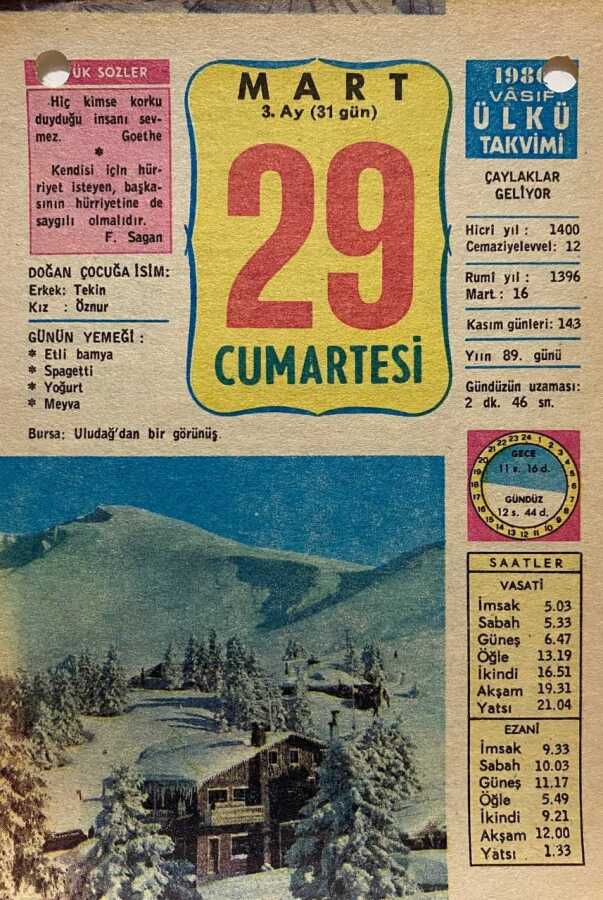 ÜK SÖZLER
Hiç kimse korku
duyduğu insanı sev-
mez. Goethe
*
Kendisi için hür-
riyet isteyen, başka-
sının hürriyetine de
saygılı olmalıdır.
F. Sagan
DOĞAN ÇOCUĞA İSİM:
Erkek: Tekin
Kız : Öznur
GÜNÜN YEMEĞİ :
* Etli bamya
* Spagetti
* Yoğurt
* Meyva
MART
3. Ay (31 gün)
29
CUMARTESİ
1980
VÂSIF
ÜLKÜ
TAKVİMİ
ÇAYLAKLAR
GELİYOR
Hicri yıl : 1400
Cemaziyelevvel: 12
Rumi yıl : 1396
Mart : 16
Kasım günleri: 143
Yılın 89. günü
Gündüzün uzaması:
2 dk. 46 sn.
Bursa: Uludağ'dan bir görünüş.
GECE
11 s. 16 d.
GÜNDÜZ
12 s. 44 d.
SAATLER
VASATİ
İmsak 5.03
Sabah 5.33
Güneş 6.47
Öğle 13.19
İkindi 16.51
Akşam 19.31
Yatsı 21.04
EZANİ
İmsak 9.33
Sabah 10.03
Güneş 11.17
Öğle 5.49
İkindi 9.21
Akşam 12.00
Yatsı 1.33